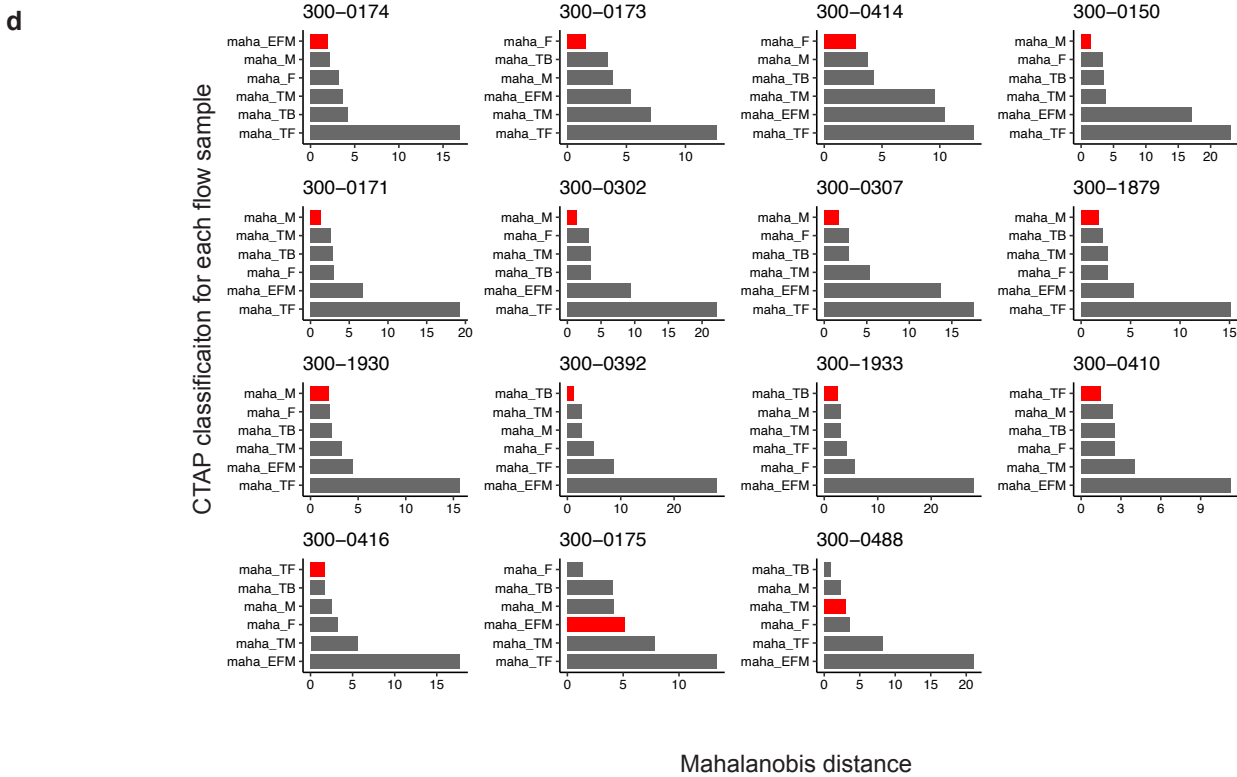 d
CTAP classificaiton for each flow sample
300−0174
maha_EFM
maha_M
maha_F
maha_TM
maha_TB
maha_TF
0 5 10 15
300−0173
maha_F
maha_TB
maha_M
maha_EFM
maha_TM
maha_TF
0 5 10
300−0414
maha_F
maha_M
maha_TB
maha_TM
maha_EFM
maha_TF
0 5 10
300−0150
maha_M
maha_F
maha_TB
maha_TM
maha_EFM
maha_TF
0 5 10 15 20
300−0171
maha_M
maha_TM
maha_TB
maha_F
maha_EFM
maha_TF
0 5 10 15 20
300−0302
maha_M
maha_F
maha_TM
maha_TB
maha_EFM
maha_TF
0 5 10 15 20
300−0307
maha_M
maha_F
maha_TB
maha_TM
maha_EFM
maha_TF
0 5 10 15
300−1879
maha_M
maha_TB
maha_TM
maha_F
maha_EFM
maha_TF
0 5 10 15
300−1930
maha_M
maha_F
maha_TB
maha_TM
maha_EFM
maha_TF
0 5 10 15
300−0392
maha_TB
maha_TM
maha_M
maha_F
maha_TF
maha_EFM
0 10 20
300−1933
maha_TB
maha_M
maha_TM
maha_TF
maha_F
maha_EFM
0 10 20
300−0410
maha_TF
maha_M
maha_TB
maha_F
maha_TM
maha_EFM
0 3 6 9
300−0416
maha_TF
maha_TB
maha_M
maha_F
maha_TM
maha_EFM
0 5 10 15
300−0175
maha_F
maha_TB
maha_M
maha_EFM
maha_TM
maha_TF
0 5 10
300−0488
maha_TB
maha_M
maha_TM
maha_F
maha_TF
maha_EFM
0 5 10 15 20
Mahalanobis distance